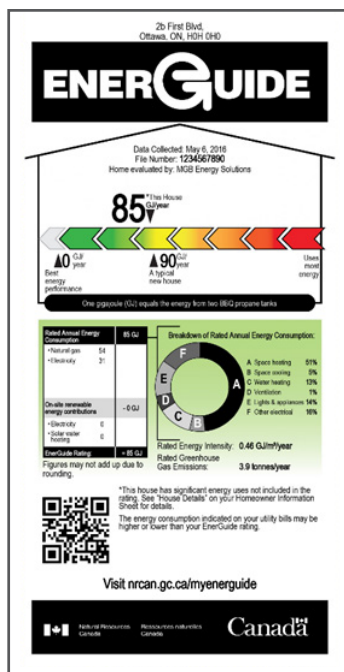 2b First Blvd,
Ottawa, ON, H0H 0H0
ENERGUIDE
Data Collected: May 6, 2016
File Number: 1234567890
Home evaluated by: MGB Energy Solutions
85 *This House
GJ/year
0 GJ/
year
Best
energy
performance
90 GJ/
year
A typical
new house
Uses
most
energy
One gigajoule (GJ) equals the energy from two BBQ propane tanks
Rated Annual Energy
Consumption 85 GJ
• Natural gas 54
• Electricity 31
On-site renewable
energy contributions - 0 GJ
• Electricity 0
• Solar water
heating 0
EnerGuide Rating = 85 GJ
Figures may not add up due to
rounding.
Breakdown of Rated Annual Energy Consumption:
F
E
D
C
B
A
A Space heating 51%
B Space cooling 5%
C Water heating 13%
D Ventilation 1%
E Lights & appliances 14%
F Other electrical 16%
Rated Energy Intensity: 0.46 GJ/m²/year
Rated Greenhouse
Gas Emissions: 3.9 tonnes/year
*This house has significant energy uses not included in the
rating. See "House Details" on your Homeowner Information
Sheet for details.
The energy consumption indicated on your utility bills may be
higher or lower than your EnerGuide rating.
Visit nrcan.gc.ca/myenerguide
Natural Resources
Canada
Ressources naturelles
Canada
Canada